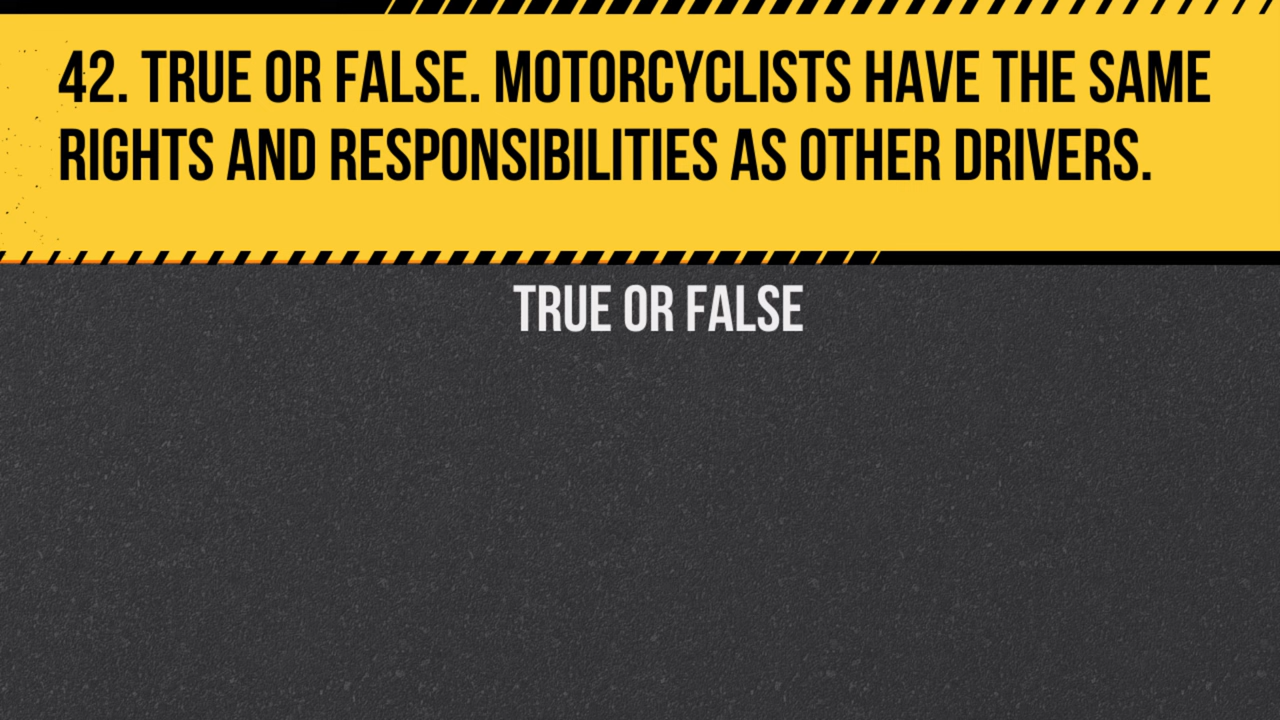 42. TRUE OR FALSE. MOTORCYCLISTS HAVE THE SAME
RIGHTS AND RESPONSIBILITIES AS OTHER DRIVERS.
TRUE OR FALSE